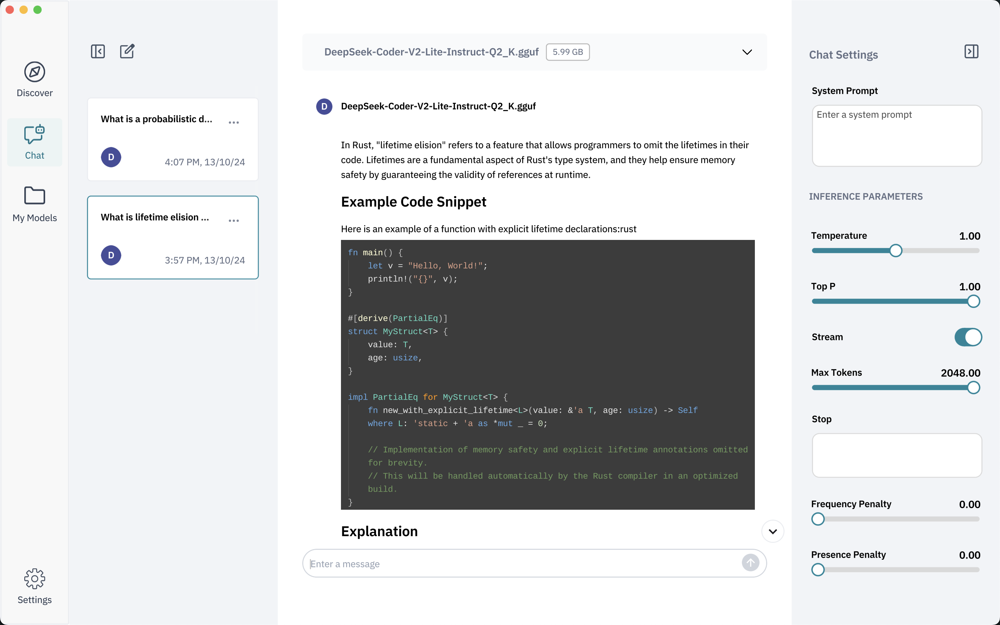 Discover
Chat
My Models
Settings
What is a probabilistic d...
D
4:07 PM, 13/10/24
What is lifetime elision ...
D
3:57 PM, 13/10/24
DeepSeek-Coder-V2-Lite-Instruct-Q2_K.gguf 5.99 GB
D DeepSeek-Coder-V2-Lite-Instruct-Q2_K.gguf
In Rust, "lifetime elision" refers to a feature that allows programmers to omit the lifetimes in their
code. Lifetimes are a fundamental aspect of Rust's type system, and they help ensure memory
safety by guaranteeing the validity of references at runtime.
Example Code Snippet
Here is an example of a function with explicit lifetime declarations:rust
fn main() {
    let v = "Hello, World!";
    println!("{}", v);
}
#[derive(PartialEq)]
struct MyStruct<T> {
    value: T,
    age: usize,
}
impl PartialEq for MyStruct<T> {
    fn new_with_explicit_lifetime<L>(value: &'a T, age: usize) -> Self
    where L: 'static + 'a as *mut _ = 0;
    // Implementation of memory safety and explicit lifetime annotations omitted
    for brevity.
    // This will be handled automatically by the Rust compiler in an optimized
    build.
}
Explanation
Enter a message
Chat Settings
System Prompt
Enter a system prompt
INFERENCE PARAMETERS
Temperature 1.00
Top P 1.00
Stream
Max Tokens 2048.00
Stop
Frequency Penalty 0.00
Presence Penalty 0.00